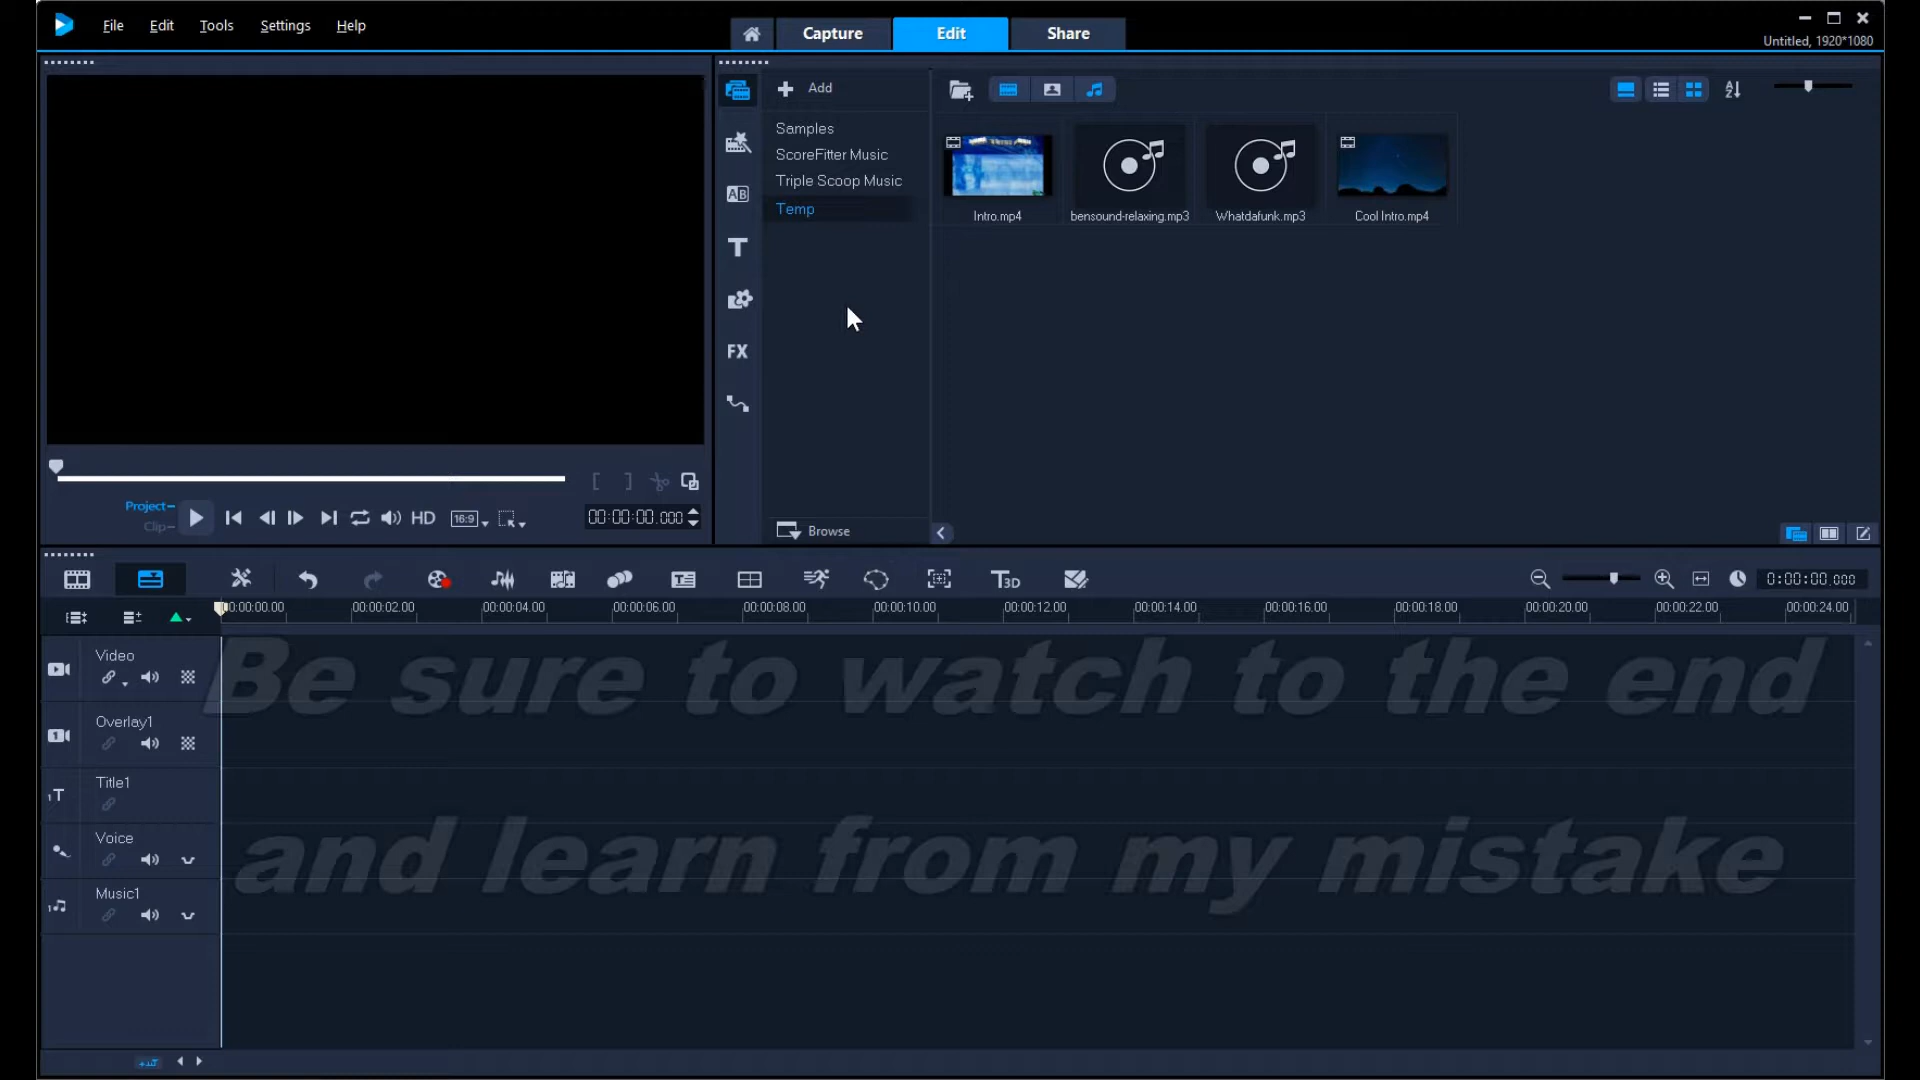 File Edit Tools Settings Help
Capture Edit Share
Untitled, 1920*1080
Add
Samples
ScoreFitter Music
Triple Scoop Music
Temp
Intro.mp4 bensound-relaxing.mp3 Whatdafunk.mp3 Cool Intro.mp4
Project
Clip
HD
16:9
00:00:00.000
Browse
AB
T
FX
T3D
0:00:00.000
00:00:00.00 00:00:02.00 00:00:04.00 00:00:06.00 00:00:08.00 00:00:10.00 00:00:12.00 00:00:14.00 00:00:16.00 00:00:18.00 00:00:20.00 00:00:22.00 00:00:24.00
Video
Overlay1
Title1
Voice
Music1
Be sure to watch to the end
and learn from my mistake